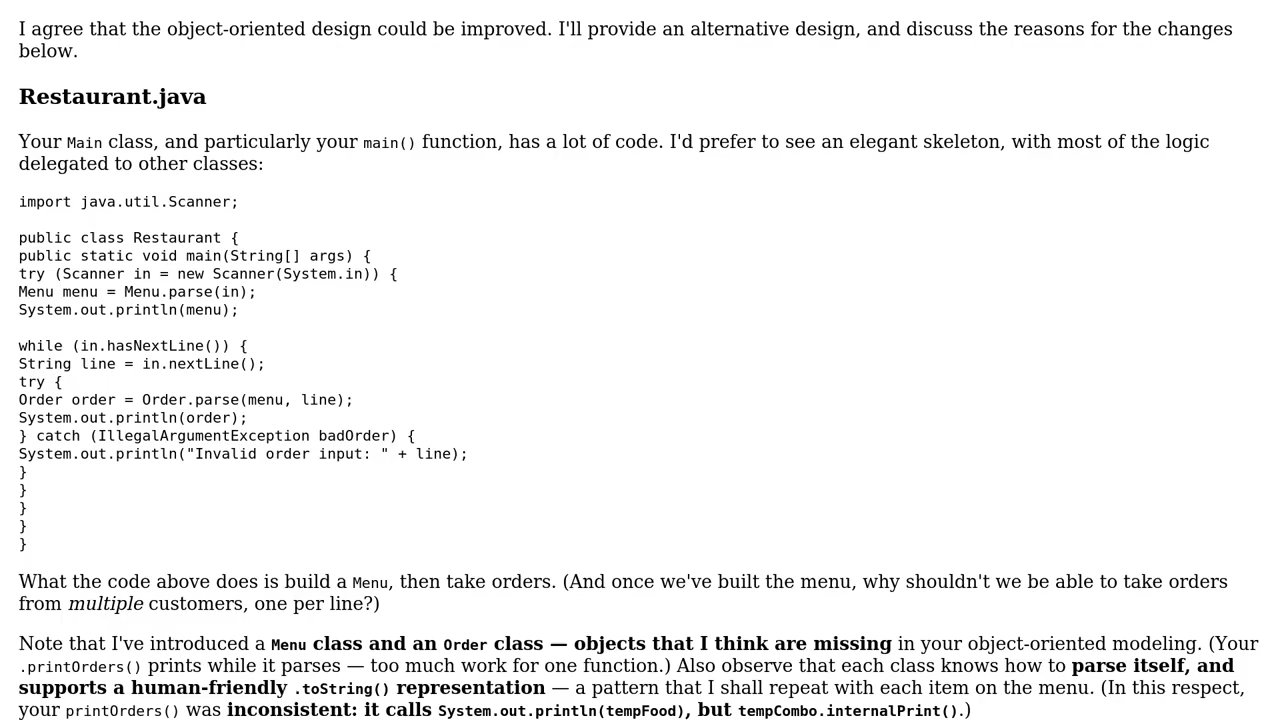 I agree that the object-oriented design could be improved. I'll provide an alternative design, and discuss the reasons for the changes
below.
Restaurant.java
Your Main class, and particularly your main() function, has a lot of code. I'd prefer to see an elegant skeleton, with most of the logic
delegated to other classes:
import java.util.Scanner;
public class Restaurant {
public static void main(String[] args) {
try (Scanner in = new Scanner(System.in)) {
Menu menu = Menu.parse(in);
System.out.println(menu);
while (in.hasNextLine()) {
String line = in.nextLine();
try {
Order order = Order.parse(menu, line);
System.out.println(order);
} catch (IllegalArgumentException badOrder) {
System.out.println("Invalid order input: " + line);
}
}
}
}
}
What the code above does is build a Menu, then take orders. (And once we've built the menu, why shouldn't we be able to take orders
from multiple customers, one per line?)
Note that I've introduced a Menu class and an Order class — objects that I think are missing in your object-oriented modeling. (Your
.printOrders() prints while it parses — too much work for one function.) Also observe that each class knows how to parse itself, and
supports a human-friendly .toString() representation — a pattern that I shall repeat with each item on the menu. (In this respect,
your printOrders() was inconsistent: it calls System.out.println(tempFood), but tempCombo.internalPrint().)